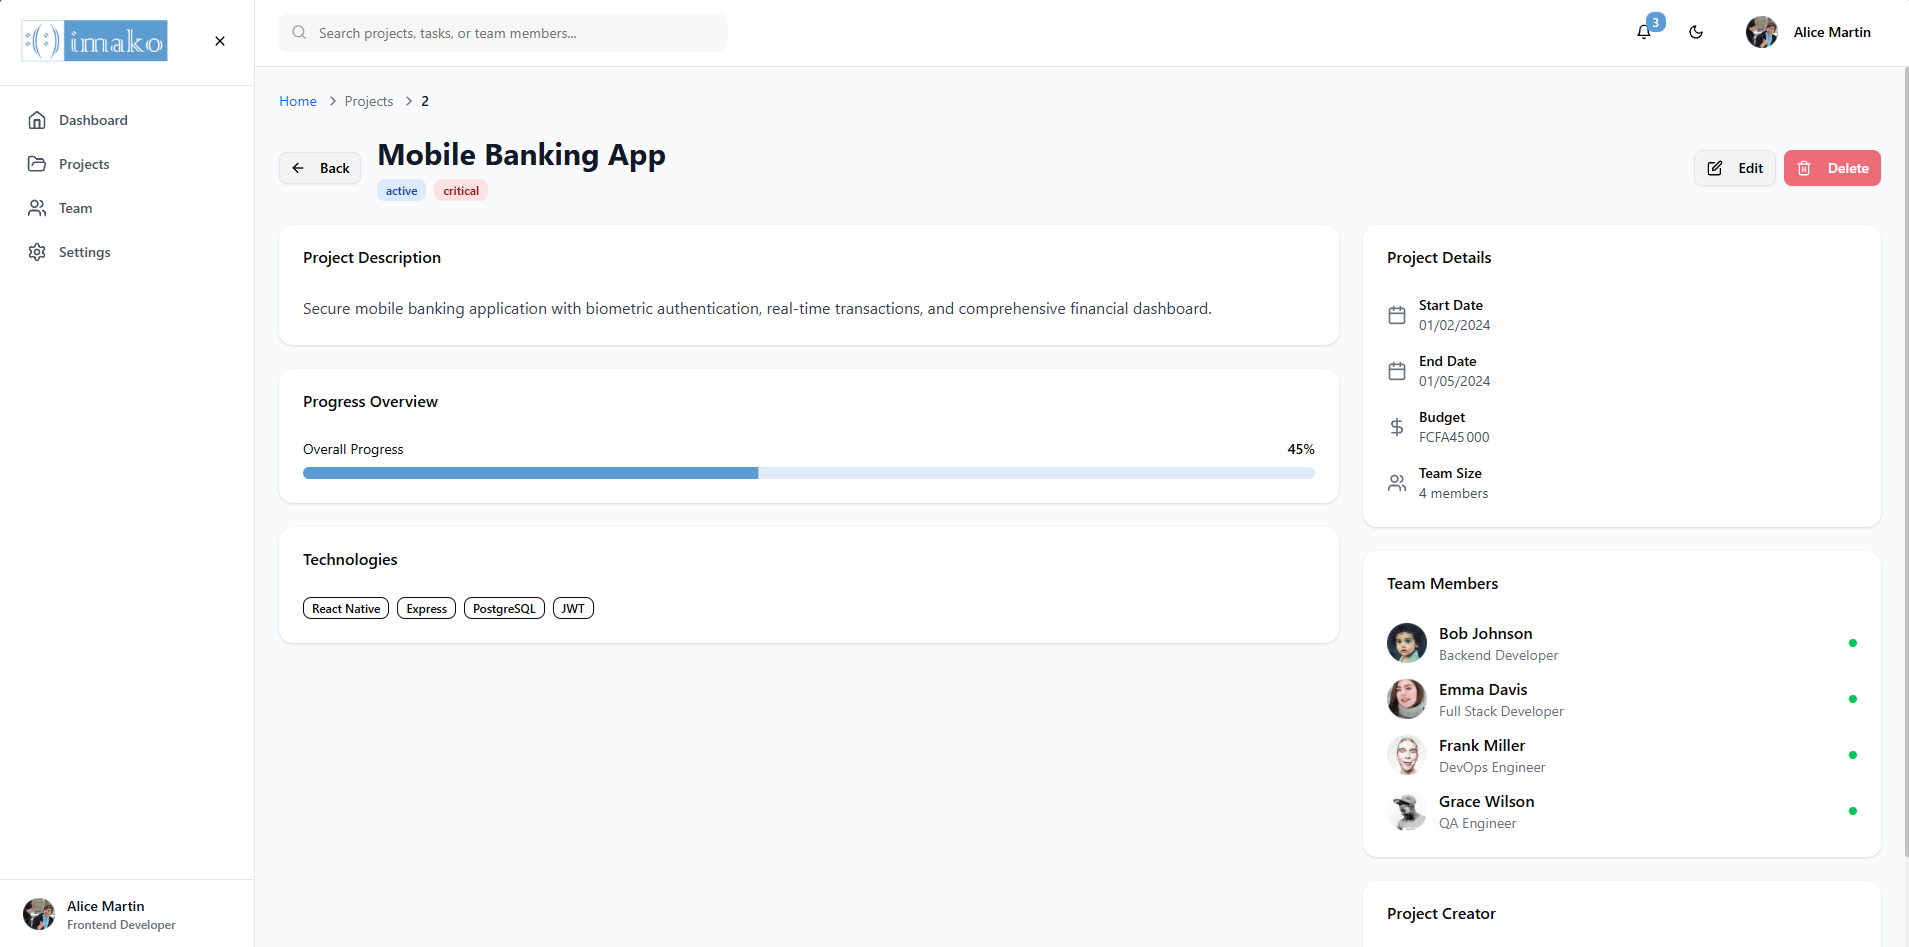 :(:) imako
Dashboard
Projects
Team
Settings
Alice Martin
Frontend Developer
Search projects, tasks, or team members...
3
Alice Martin
Home > Projects > 2
Back
Mobile Banking App
active critical
Edit
Delete
Project Description
Secure mobile banking application with biometric authentication, real-time transactions, and comprehensive financial dashboard.
Progress Overview
Overall Progress 45%
Technologies
React Native Express PostgreSQL JWT
Project Details
Start Date
01/02/2024
End Date
01/05/2024
Budget
FCFA45 000
Team Size
4 members
Team Members
Bob Johnson
Backend Developer
Emma Davis
Full Stack Developer
Frank Miller
DevOps Engineer
Grace Wilson
QA Engineer
Project Creator